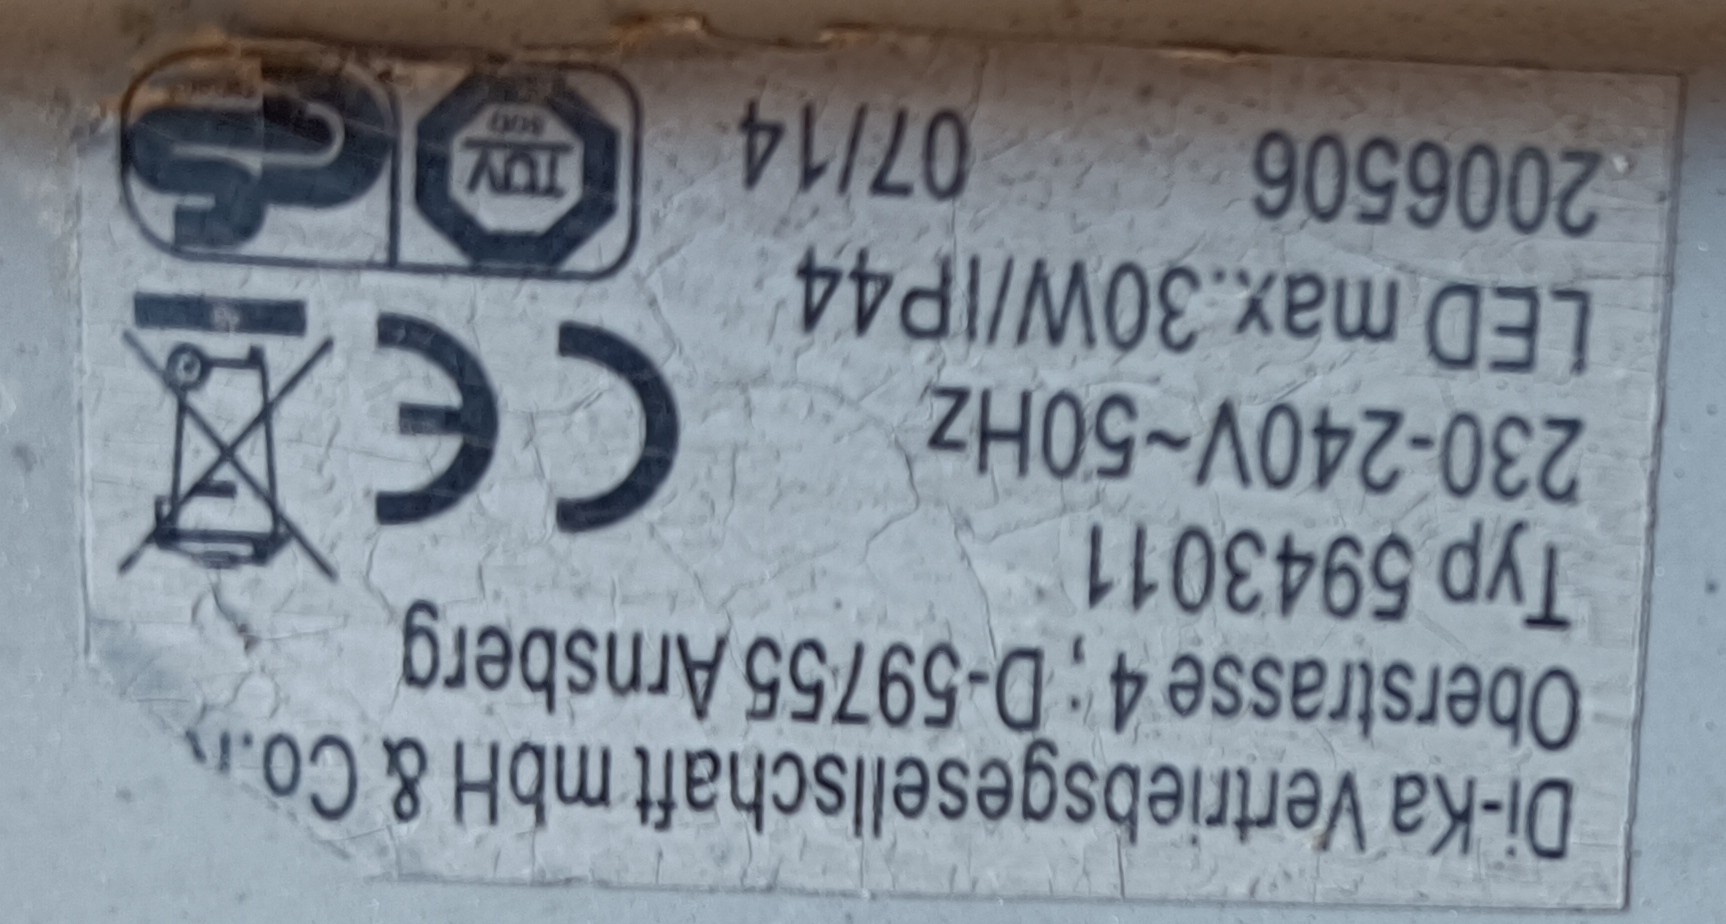 Di-Ka Vertriebsgesellschaft mbH & Co.
Oberstrasse 4 ; D-59755 Arnsberg
Typ 5943011
230-240V~50Hz
LED max.30W/IP44
2006506 07/14
CE
TÜV
SÜD